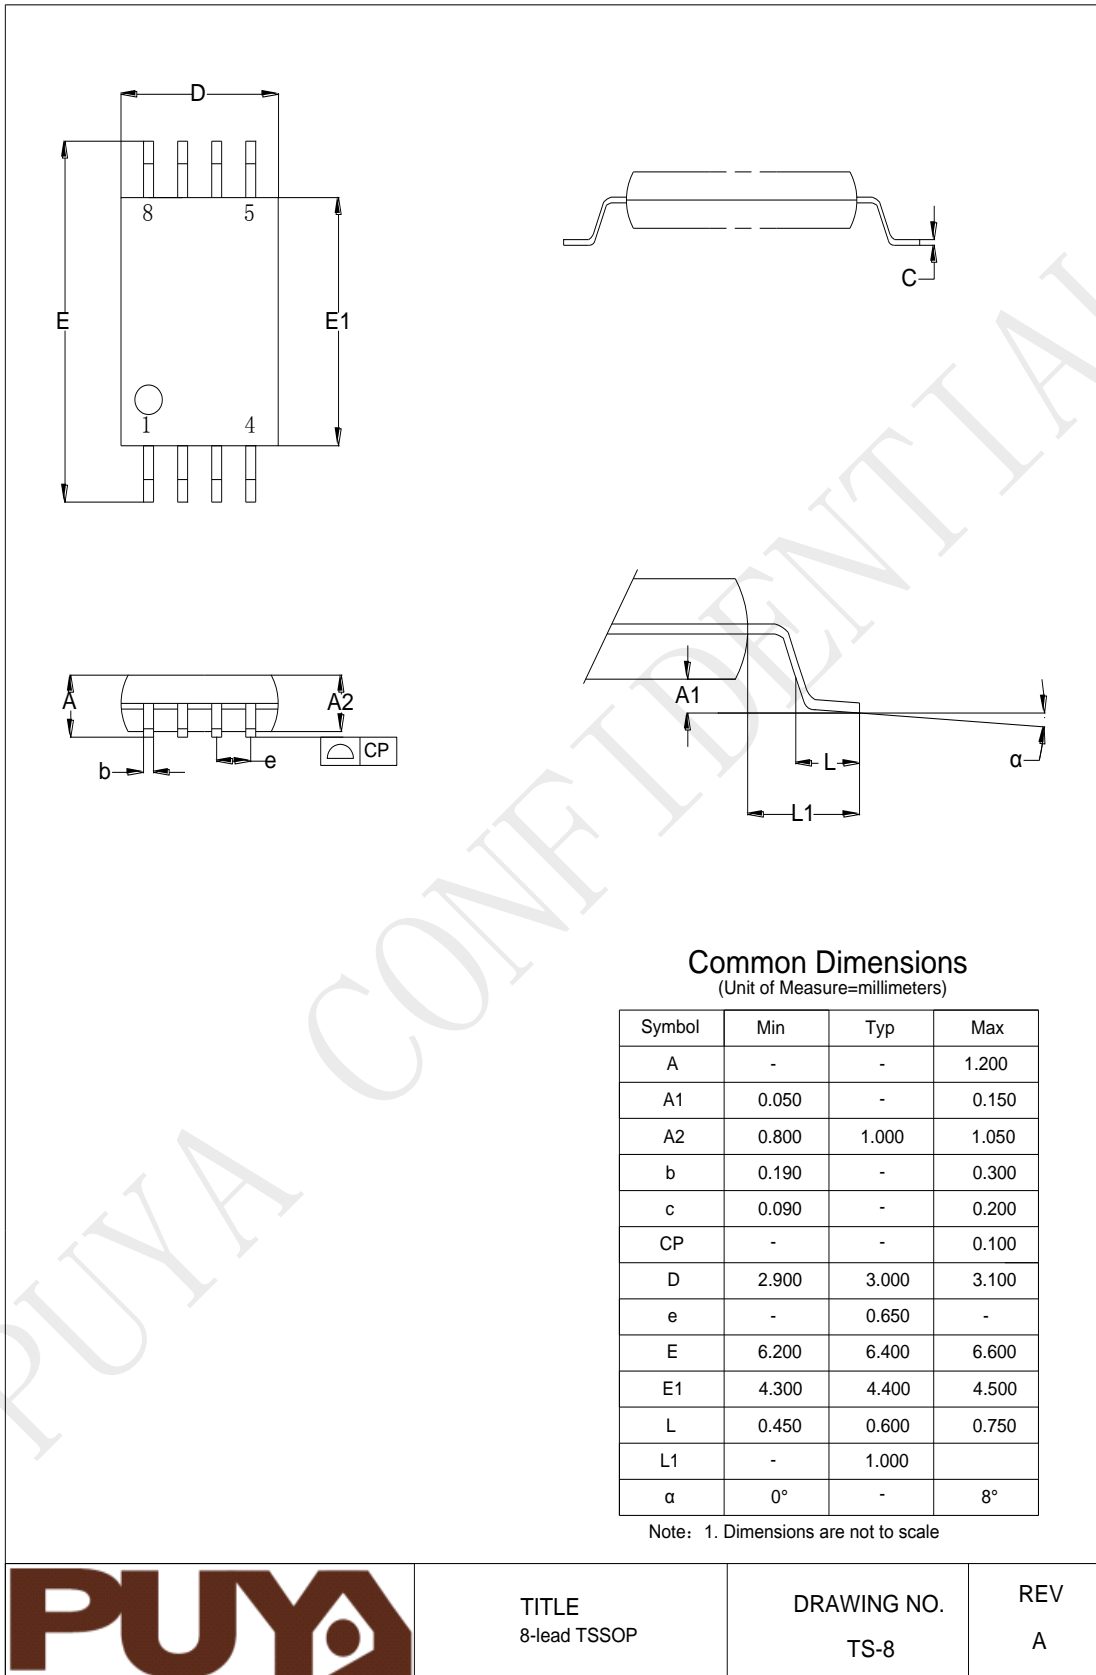 D
8 5
E
E1
1 4
C
A
A2
b
e
CP
A1
L
L1
α
PUYA CONFIDENTIAL
Common Dimensions
(Unit of Measure=millimeters)
Symbol Min Typ Max
A - - 1.200
A1 0.050 - 0.150
A2 0.800 1.000 1.050
b 0.190 - 0.300
c 0.090 - 0.200
CP - - 0.100
D 2.900 3.000 3.100
e - 0.650 -
E 6.200 6.400 6.600
E1 4.300 4.400 4.500
L 0.450 0.600 0.750
L1 - 1.000
α 0° - 8°
Note： 1. Dimensions are not to scale
PUYA
TITLE
8-lead TSSOP
DRAWING NO.
TS-8
REV
A